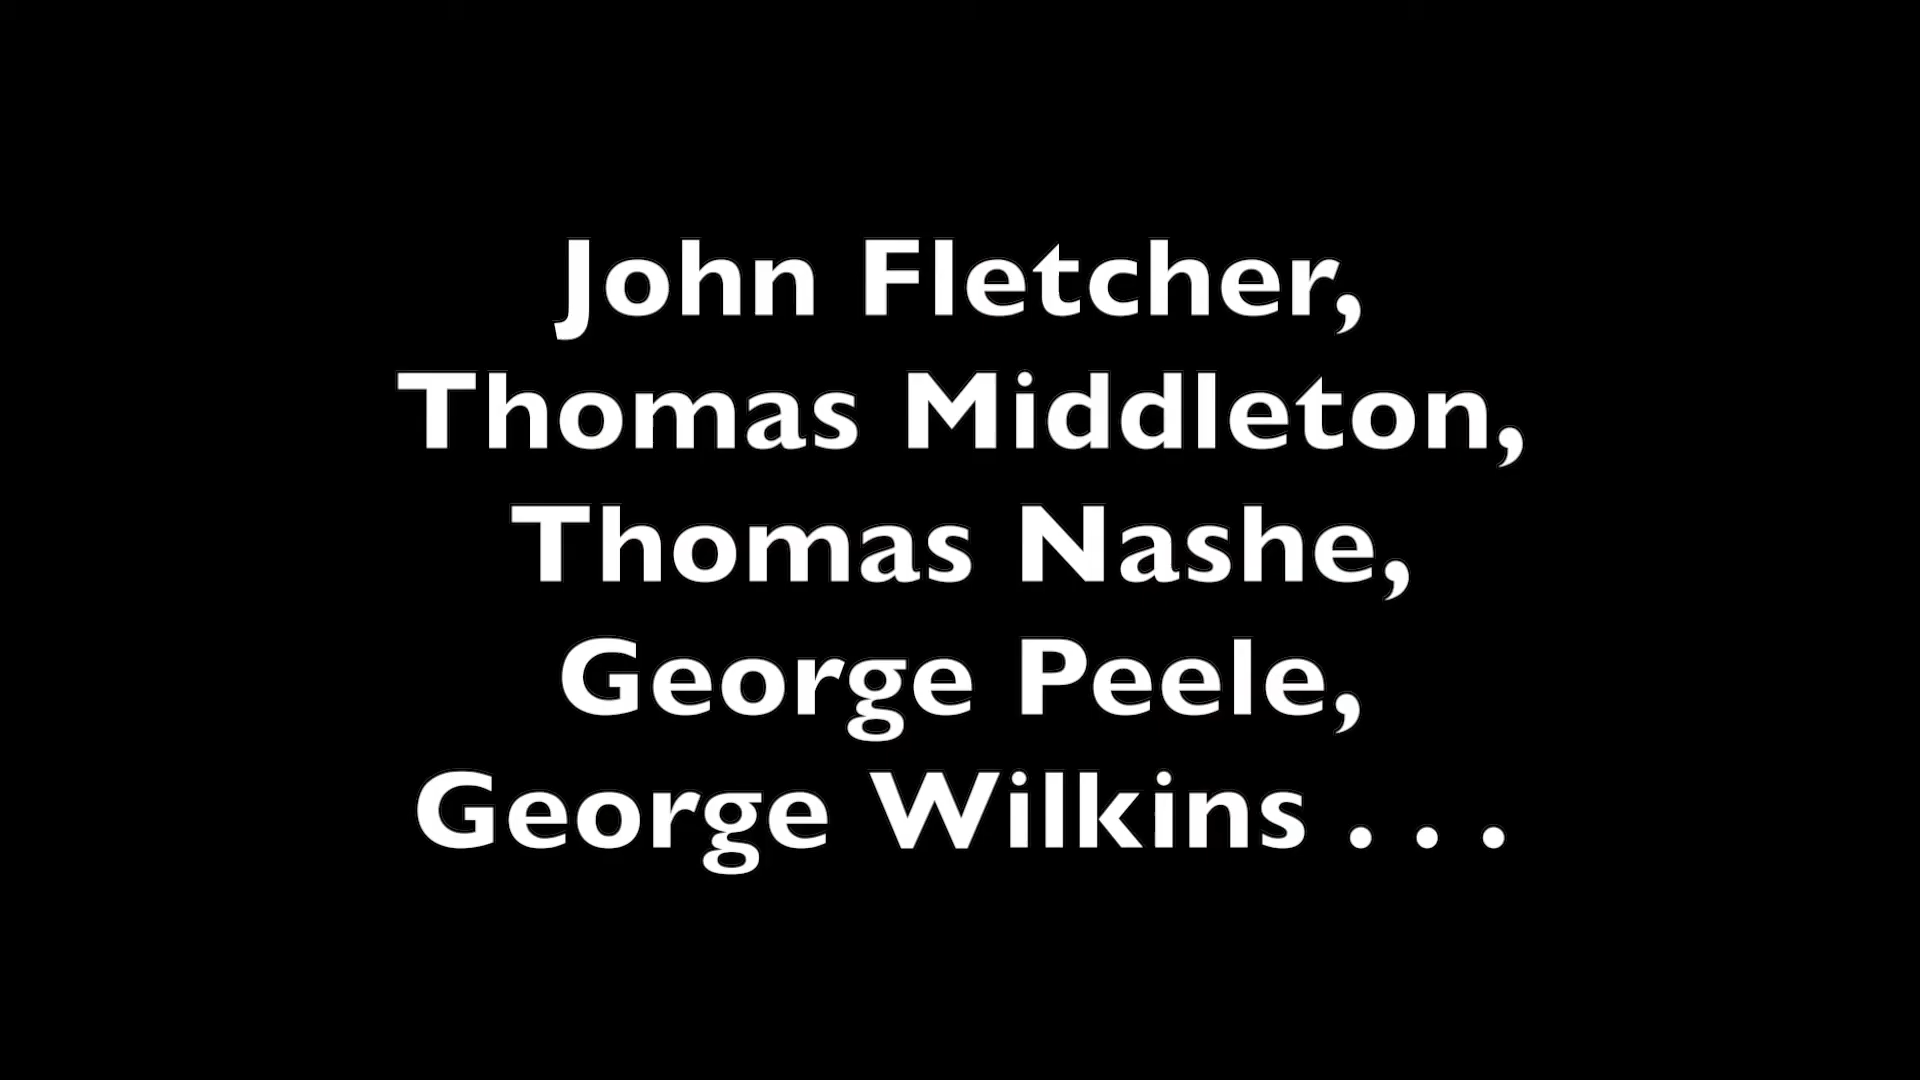 John Fletcher,
Thomas Middleton,
Thomas Nashe,
George Peele,
George Wilkins . . .